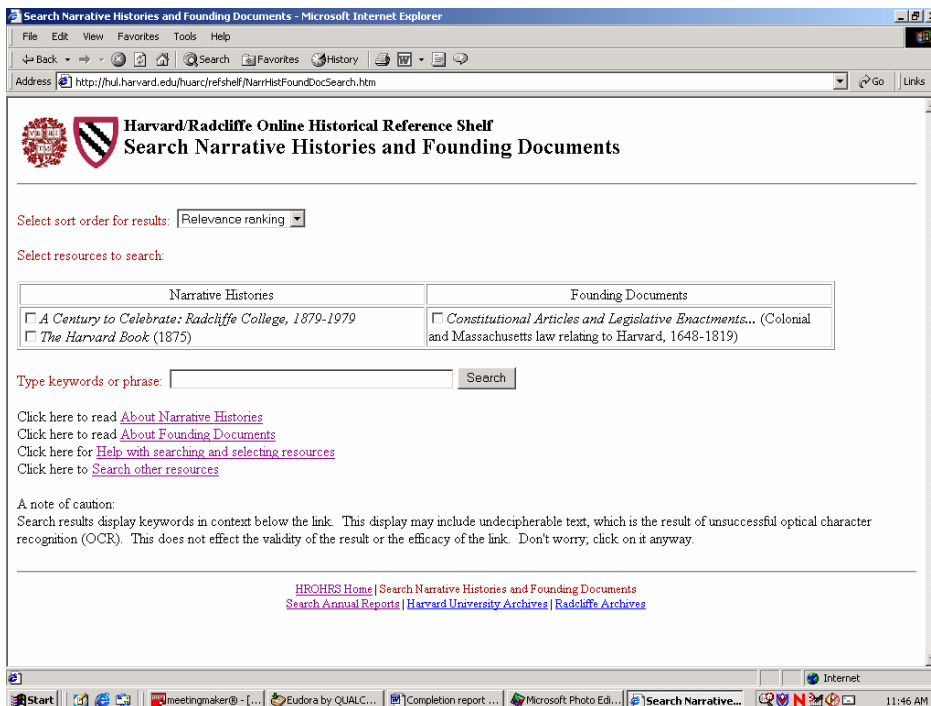 Search Narrative Histories and Founding Documents - Microsoft Internet Explorer
File Edit View Favorites Tools Help
Back Search Favorites History
Address http://hul.harvard.edu/huarc/refshelf/NarrHistFoundDocSearch.htm Go Links
Harvard/Radcliffe Online Historical Reference Shelf
Search Narrative Histories and Founding Documents
Select sort order for results: Relevance ranking
Select resources to search:
Narrative Histories Founding Documents
A Century to Celebrate: Radcliffe College, 1879-1979 Constitutional Articles and Legislative Enactments... (Colonial
The Harvard Book (1875) and Massachusetts law relating to Harvard, 1648-1819)
Type keywords or phrase: Search
Click here to read About Narrative Histories
Click here to read About Founding Documents
Click here for Help with searching and selecting resources
Click here to Search other resources
A note of caution:
Search results display keywords in context below the link. This display may include undecipherable text, which is the result of unsuccessful optical character
recognition (OCR). This does not effect the validity of the result or the efficacy of the link. Don't worry; click on it anyway.
HROHRS Home | Search Narrative Histories and Founding Documents
Search Annual Reports | Harvard University Archives | Radcliffe Archives
Internet
Start meetingmaker® - [... Eudora by QUALC... Completion report ... Microsoft Photo Edi... Search Narrative... 11:46 AM